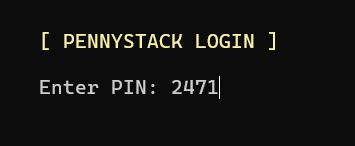 [ PENNYSTACK LOGIN ]
Enter PIN: 2471